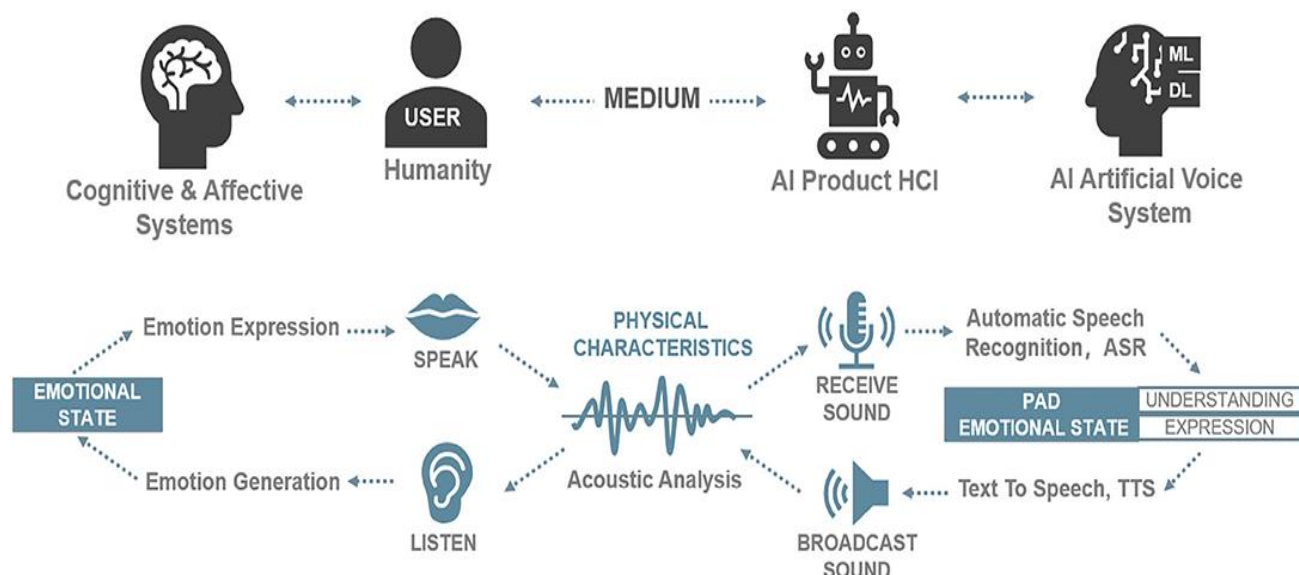 ML
DL
USER
MEDIUM
Cognitive & Affective
Systems
Humanity
AI Product HCI
AI Artificial Voice
System
Emotion Expression
SPEAK
PHYSICAL
CHARACTERISTICS
RECEIVE
SOUND
Automatic Speech
Recognition, ASR
EMOTIONAL
STATE
PAD
EMOTIONAL STATE
UNDERSTANDING
EXPRESSION
Emotion Generation
LISTEN
Acoustic Analysis
BROADCAST
SOUND
Text To Speech, TTS